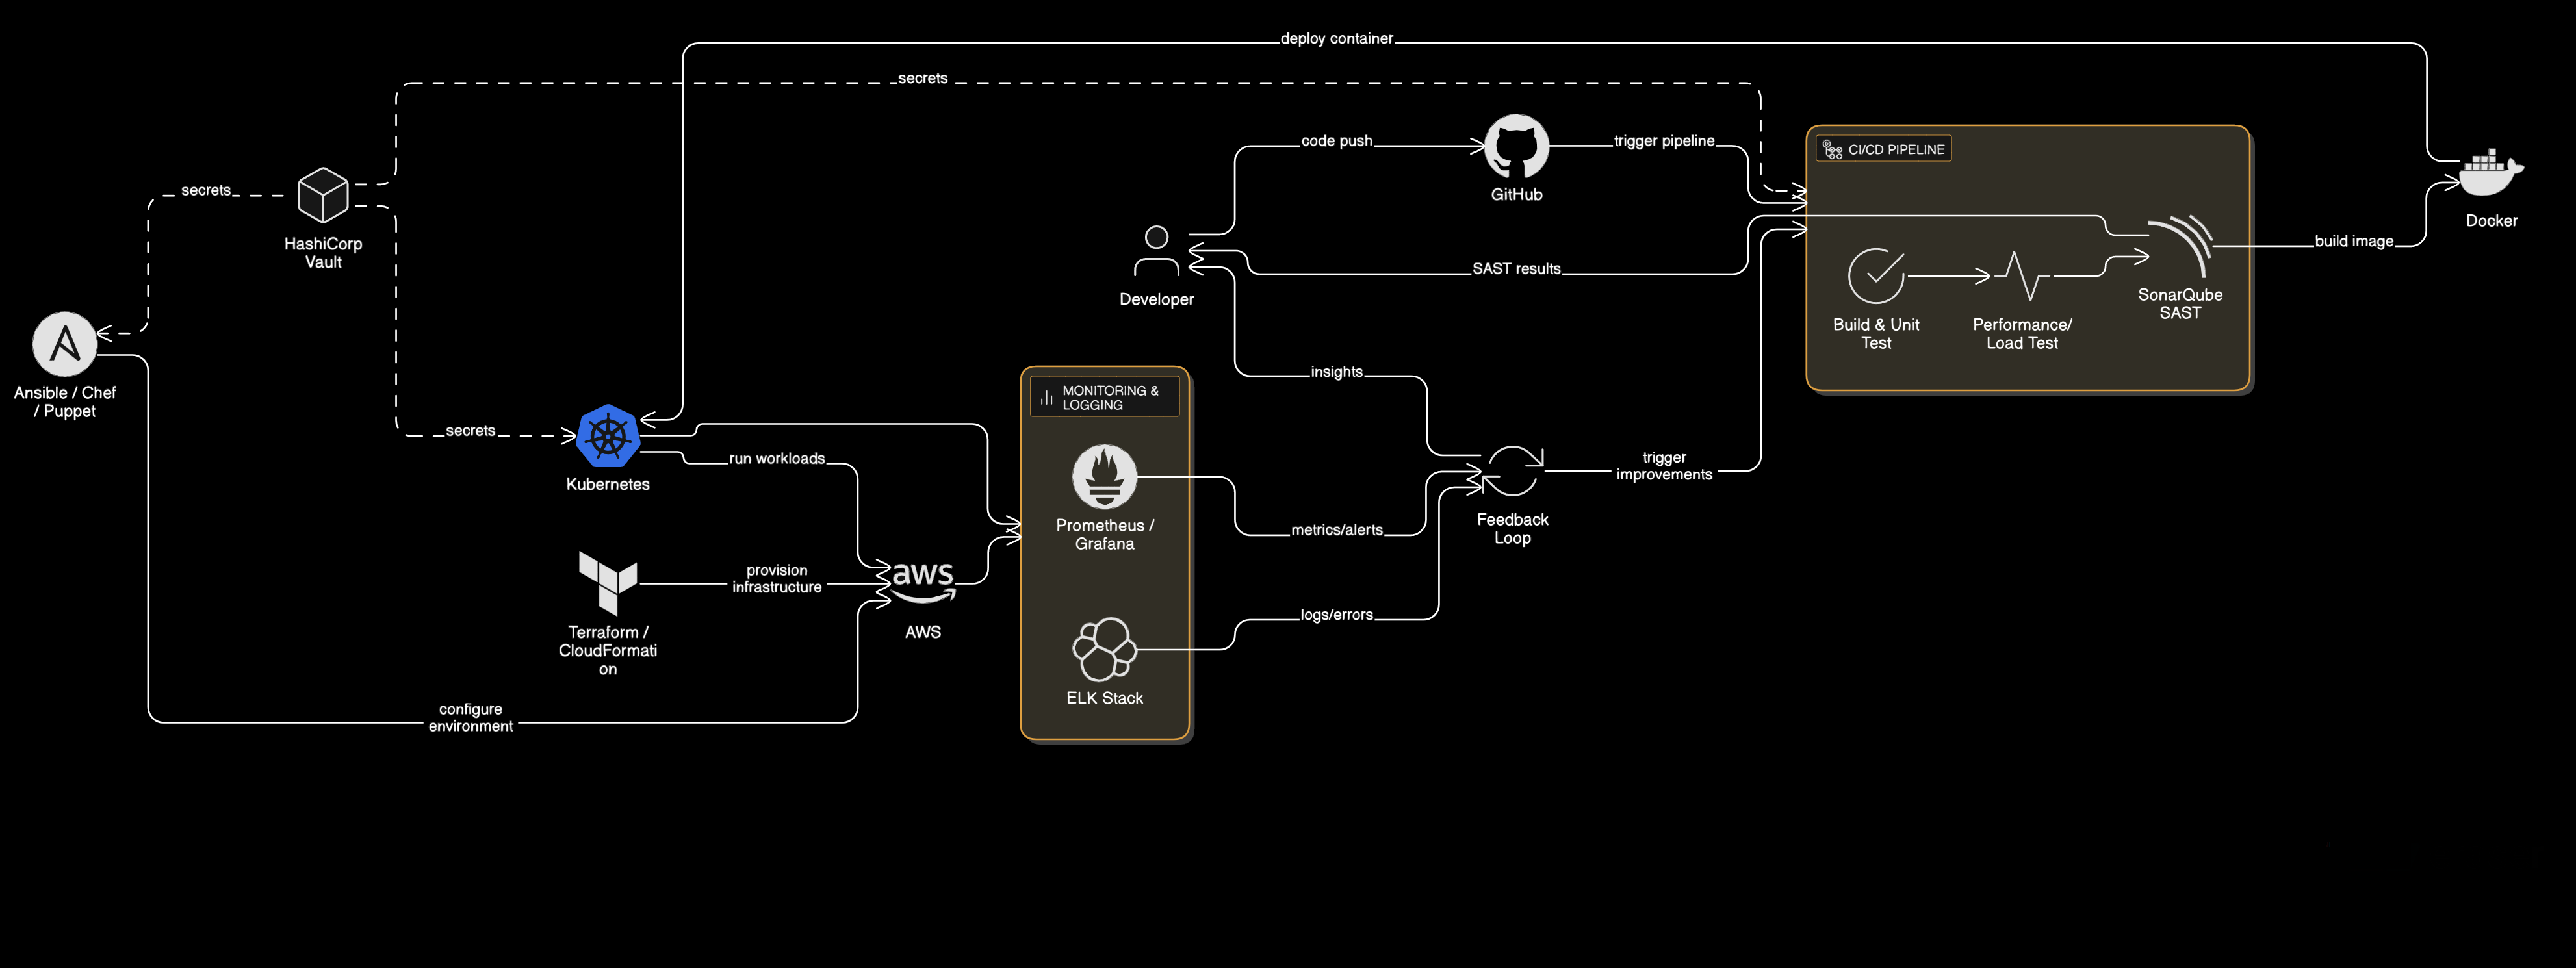 deploy container
secrets
code push
trigger pipeline
CI/CD PIPELINE
GitHub
secrets
Docker
HashiCorp
Vault
build image
SAST results
Developer
SonarQube
SAST
Build & Unit
Test
Performance/
Load Test
insights
Ansible / Chef
/ Puppet
MONITORING &
LOGGING
secrets
run workloads
trigger
improvements
Kubernetes
Prometheus /
Grafana
metrics/alerts
Feedback
Loop
provision
infrastructure
aws
logs/errors
Terraform /
CloudFormati
on
AWS
ELK Stack
configure
environment